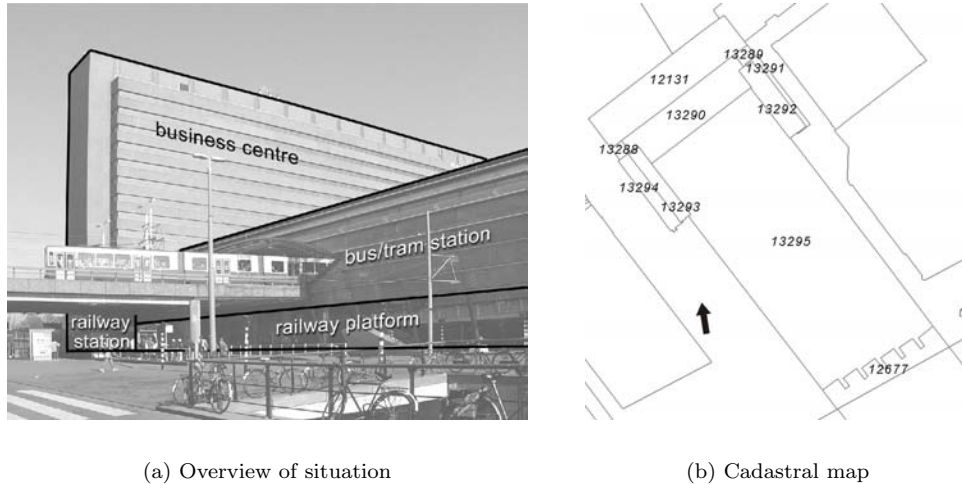 business centre
bus/tram station
railway
station
railway platform
13289
13291
12131
13290
13292
13288
13294
13293
13295
12677
(a) Overview of situation
(b) Cadastral map